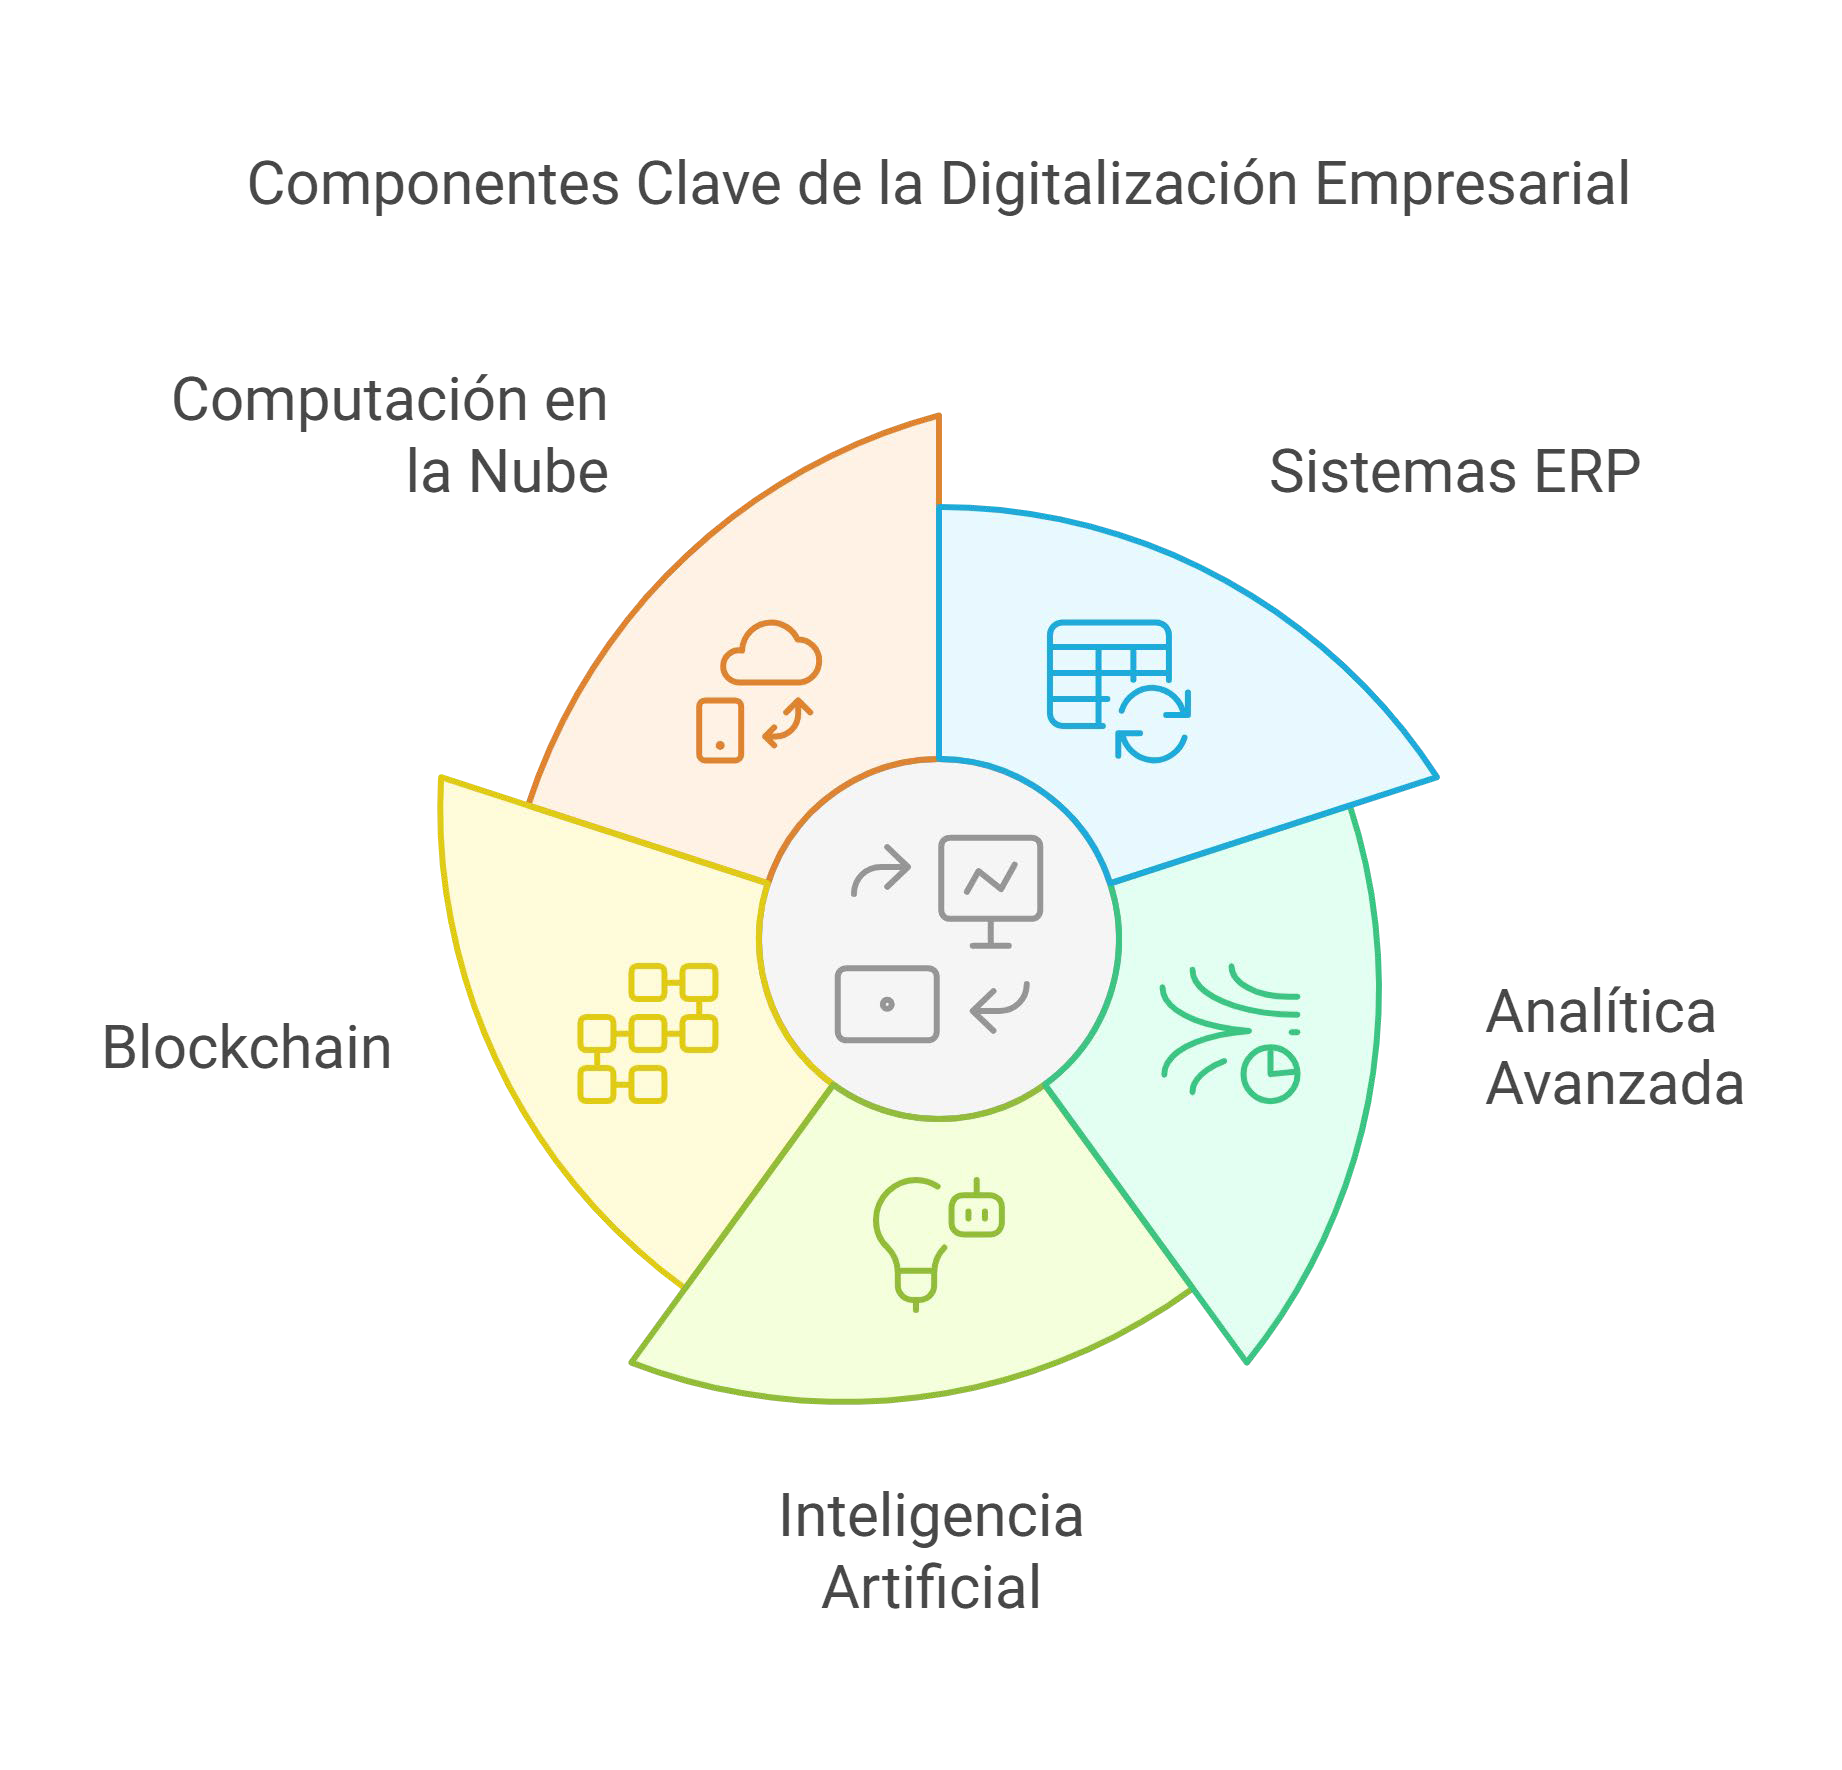 Componentes Clave de la Digitalización Empresarial
Computación en
la Nube
Sistemas ERP
Analítica
Avanzada
Blockchain
Inteligencia
Artificial